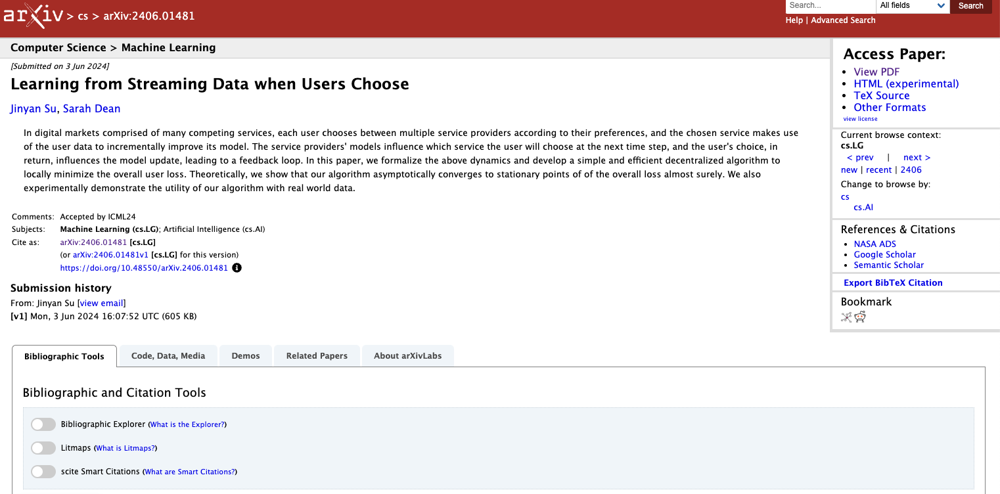 arXiv > cs > arXiv:2406.01481
Search...
All fields
Search
Help | Advanced Search
Computer Science > Machine Learning
[Submitted on 3 Jun 2024]
Learning from Streaming Data when Users Choose
Jinyan Su, Sarah Dean
In digital markets comprised of many competing services, each user chooses between multiple service providers according to their preferences, and the chosen service makes use
of the user data to incrementally improve its model. The service providers' models influence which service the user will choose at the next time step, and the user's choice, in
return, influences the model update, leading to a feedback loop. In this paper, we formalize the above dynamics and develop a simple and efficient decentralized algorithm to
locally minimize the overall user loss. Theoretically, we show that our algorithm asymptotically converges to stationary points of of the overall loss almost surely. We also
experimentally demonstrate the utility of our algorithm with real world data.
Comments: Accepted by ICML24
Subjects: Machine Learning (cs.LG); Artificial Intelligence (cs.AI)
Cite as: arXiv:2406.01481 [cs.LG]
(or arXiv:2406.01481v1 [cs.LG] for this version)
https://doi.org/10.48550/arXiv.2406.01481
Submission history
From: Jinyan Su [view email]
[v1] Mon, 3 Jun 2024 16:07:52 UTC (605 KB)
Access Paper:
View PDF
HTML (experimental)
TeX Source
Other Formats
view license
Current browse context:
cs.LG
< prev | next >
new | recent | 2406
Change to browse by:
cs
cs.AI
References & Citations
NASA ADS
Google Scholar
Semantic Scholar
Export BibTeX Citation
Bookmark
Bibliographic Tools
Code, Data, Media
Demos
Related Papers
About arXivLabs
Bibliographic and Citation Tools
Bibliographic Explorer (What is the Explorer?)
Litmaps (What is Litmaps?)
scite Smart Citations (What are Smart Citations?)